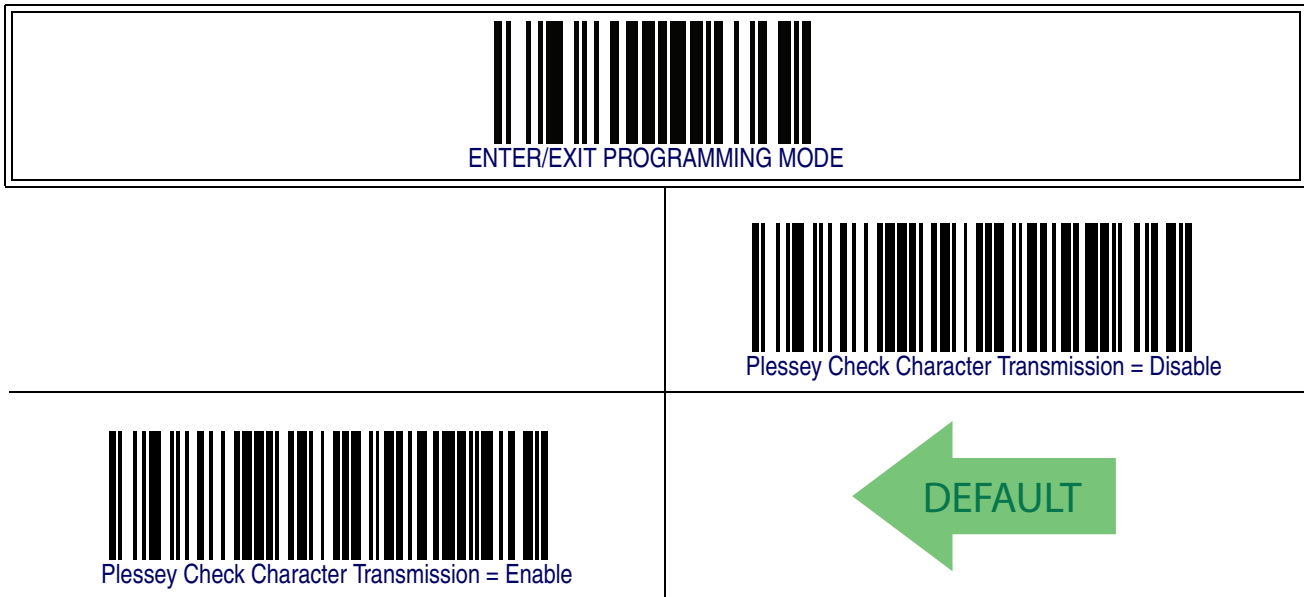 ENTER/EXIT PROGRAMMING MODE
Plessey Check Character Transmission = Disable
Plessey Check Character Transmission = Enable
DEFAULT